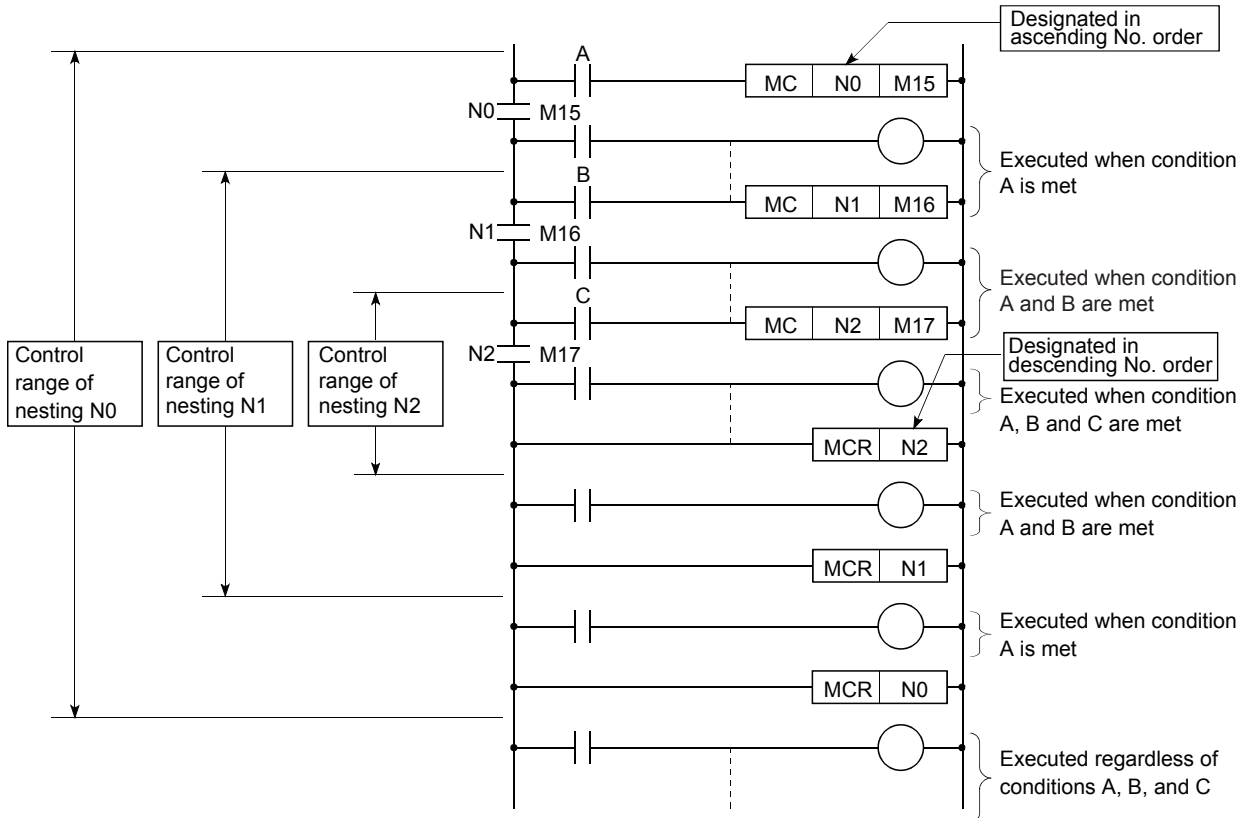 Designated in
ascending No. order
A
MC N0 M15
N0 M15
Executed when condition
A is met
B
MC N1 M16
N1 M16
Executed when condition
A and B are met
C
MC N2 M17
Designated in
descending No. order
Control
range of
nesting N0
Control
range of
nesting N1
Control
range of
nesting N2
N2 M17
Executed when condition
A, B and C are met
MCR N2
Executed when condition
A and B are met
MCR N1
Executed when condition
A is met
MCR N0
Executed regardless of
conditions A, B, and C